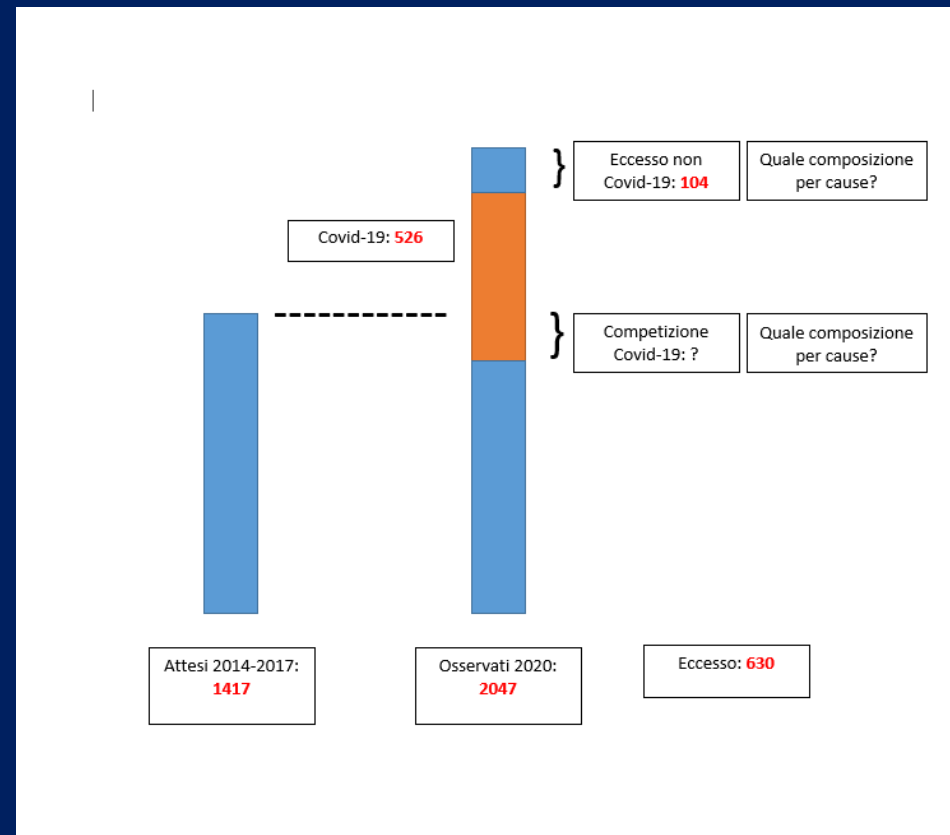 Eccesso non
Covid-19: 104
Quale composizione
per cause?
Covid-19: 526
Competizione
Covid-19: ?
Quale composizione
per cause?
Attesi 2014-2017:
1417
Osservati 2020:
2047
Eccesso: 630